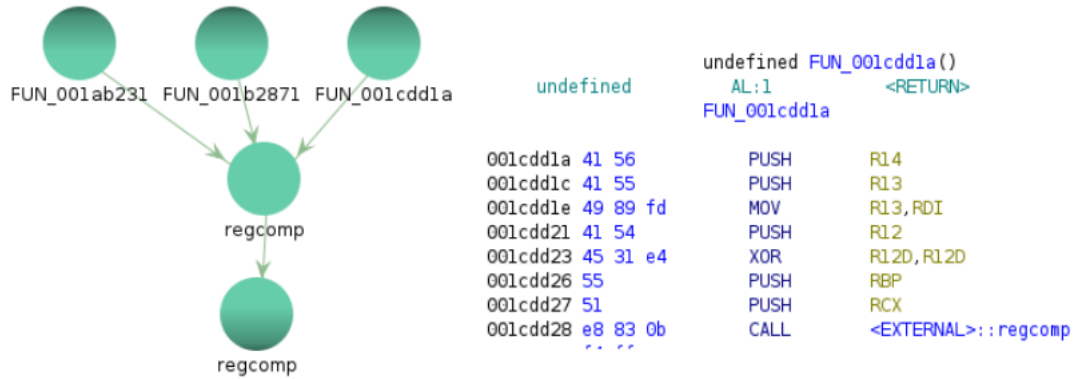 FUN_001ab231 FUN_001b2871 FUN_001cdd1a
regcomp
regcomp
undefined FUN_001cdd1a()
undefined AL:1 <RETURN>
FUN_001cdd1a
001cdd1a 41 56 PUSH R14
001cdd1c 41 55 PUSH R13
001cdd1e 49 89 fd MOV R13,RDI
001cdd21 41 54 PUSH R12
001cdd23 45 31 e4 XOR R12D,R12D
001cdd26 55 PUSH RBP
001cdd27 51 PUSH RCX
001cdd28 e8 83 0b CALL <EXTERNAL>::regcomp